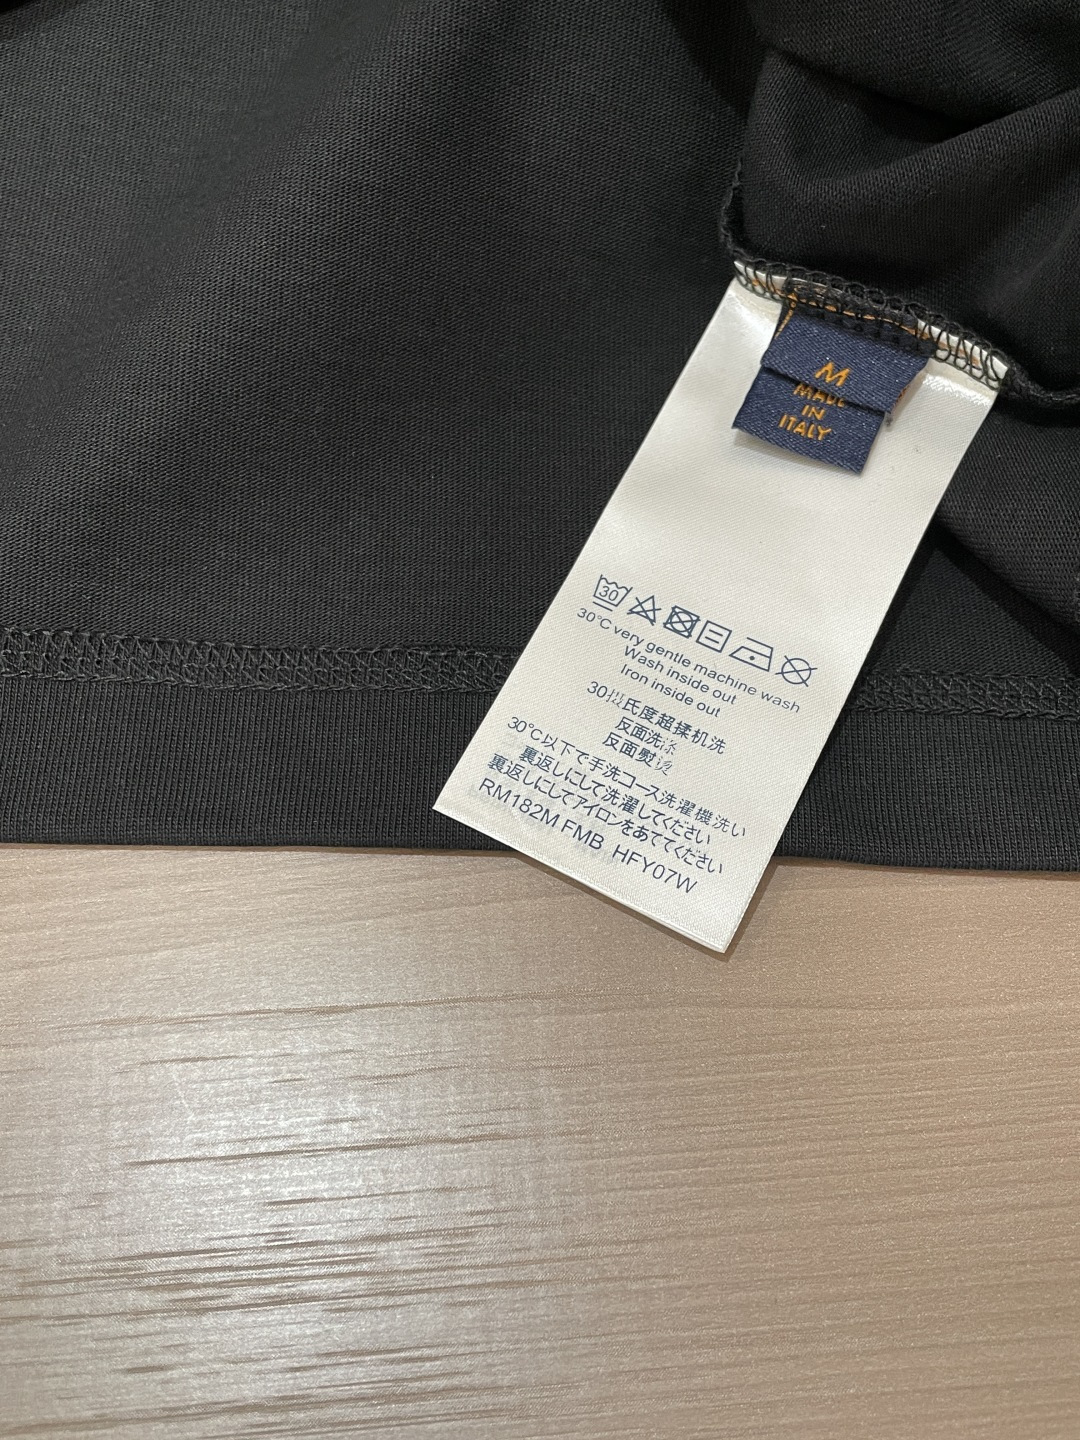 M
MADE
IN
ITALY
30
30°C very gentle machine wash
Wash inside out
Iron inside out
30摄氏度超揉机洗
反面洗涤
反面熨烫
30℃以下で手洗コース洗濯機洗い
裏返しにして洗濯してください
裏返しにしてアイロンをあててください
RM182M FMB HFY07W